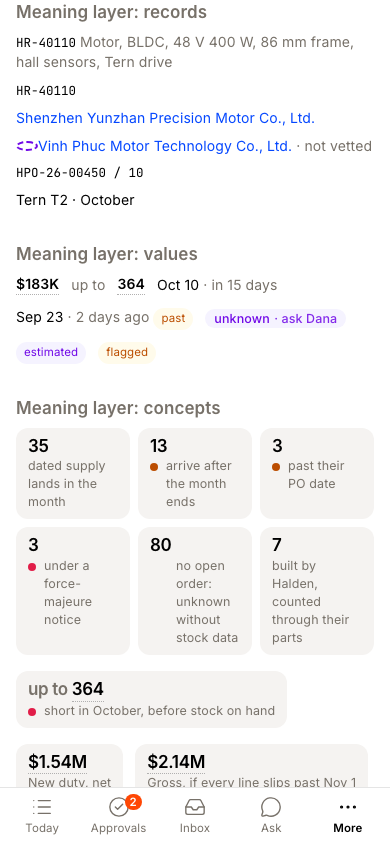 Meaning layer: records
HR-40110 Motor, BLDC, 48 V 400 W, 86 mm frame,
hall sensors, Tern drive
HR-40110
Shenzhen Yunzhan Precision Motor Co., Ltd.
Vinh Phuc Motor Technology Co., Ltd. · not vetted
HPO-26-00450 / 10
Tern T2 · October
Meaning layer: values
$183K up to 364 Oct 10 · in 15 days
Sep 23 · 2 days ago past unknown · ask Dana
estimated flagged
Meaning layer: concepts
35
dated supply
lands in the
month
13
arrive after
the month
ends
3
past their
PO date
3
under a
force-
majeure
notice
80
no open
order:
unknown
without
stock data
7
built by
Halden,
counted
through their
parts
up to 364
short in October, before stock on hand
$1.54M
New duty, net
$2.14M
Gross, if every line slips past Nov 1
Today
Approvals
2
Inbox
Ask
More